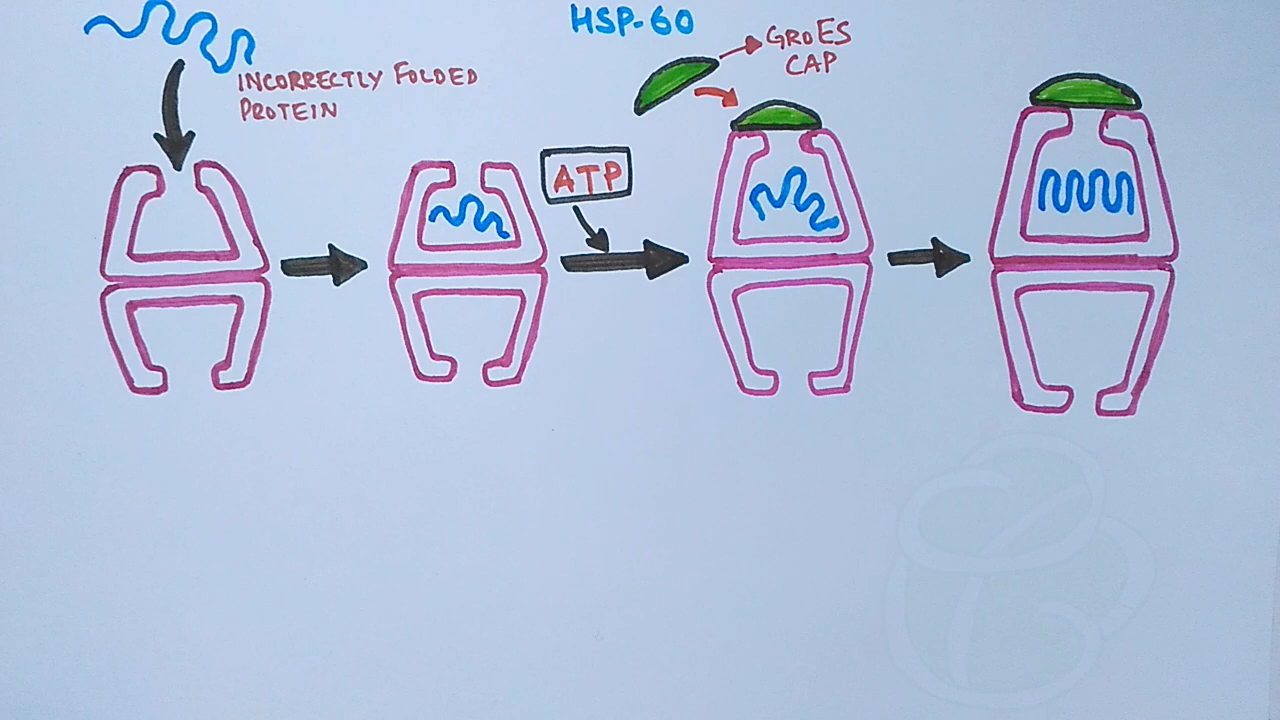 HSP-60
INCORRECTLY FOLDED
PROTEIN
GROES
CAP
ATP